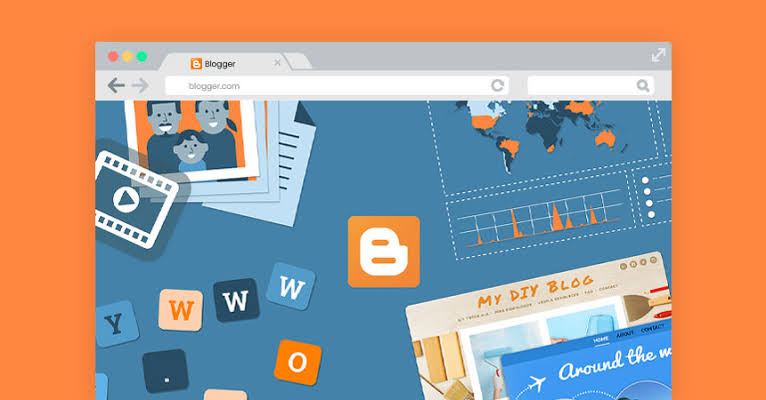 Blogger
blogger.com
B
Y W W W
. O
MY DIY BLOG
HOME ABOUT CONTACT
Around the w